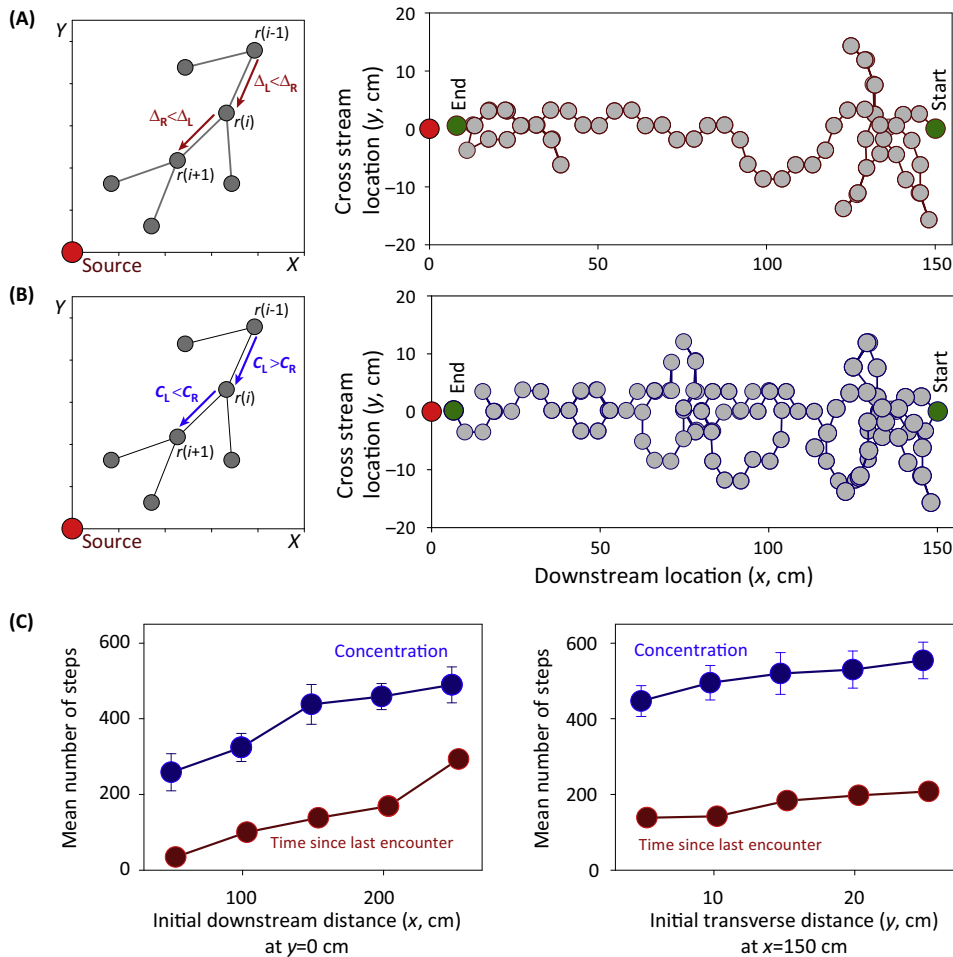 (A)
Y
r(i-1)
ΔL<ΔR
ΔR<ΔL
r(i)
r(i+1)
Source
X
Cross stream
location (y, cm)
20
10
0
−10
−20
End
Start
0
50
100
150
(B)
Y
r(i-1)
CL>CR
CL<CR
r(i)
r(i+1)
Source
X
Cross stream
location (y, cm)
20
10
0
−10
−20
End
Start
0
50
100
150
Downstream location (x, cm)
(C)
Mean number of steps
600
400
200
0
Concentration
Time since last encounter
100
200
Initial downstream distance (x, cm)
at y=0 cm
Mean number of steps
600
400
200
0
Concentration
Time since last encounter
10
20
Initial transverse distance (y, cm)
at x=150 cm